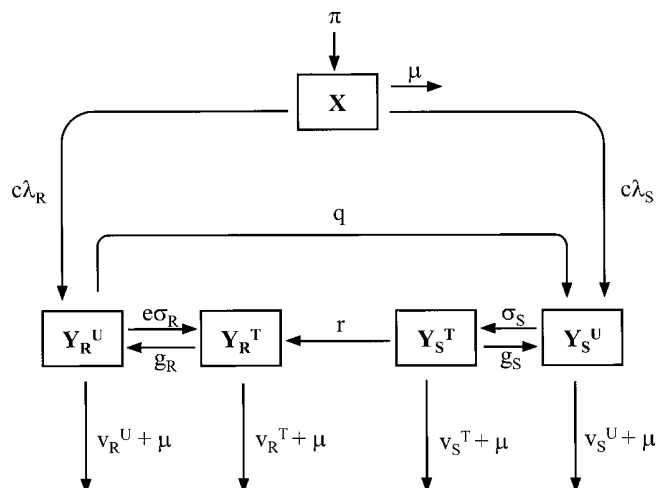 π
X
μ
cλ_R
cλ_S
q
Y_R^U
eσ_R
g_R
Y_R^T
r
Y_S^T
σ_S
g_S
Y_S^U
v_R^U + μ
v_R^T + μ
v_S^T + μ
v_S^U + μ